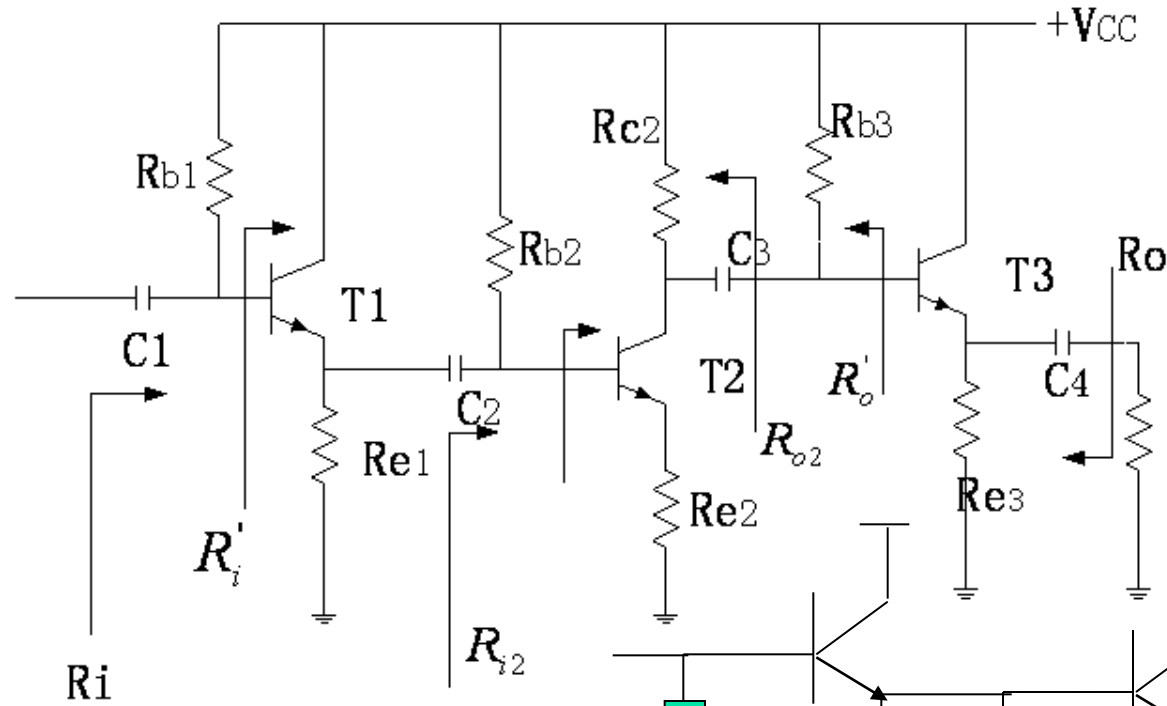 +VCC
Rb1
Rc2
Rb3
Rb2
C3
Ro
T1
T3
C1
C2
T2
R'o
C4
Re1
Ro2
Re2
Re3
R'i
Ri2
Ri